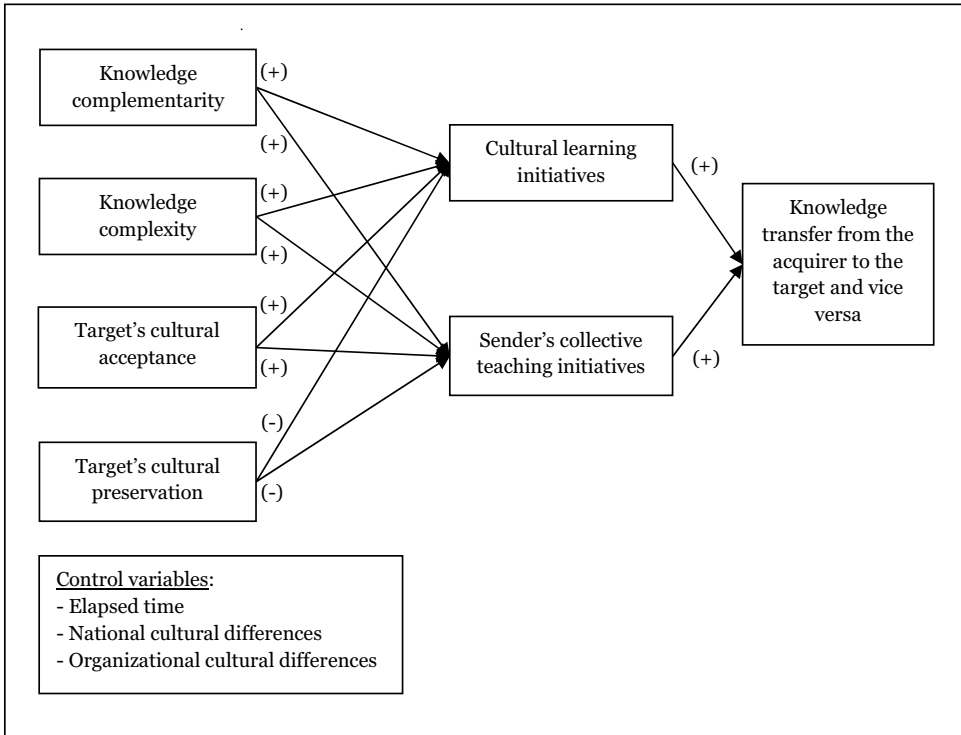 Knowledge
complementarity
(+)
(+)
Knowledge
complexity
(+)
(+)
Target’s cultural
acceptance
(+)
(+)
Target’s cultural
preservation
(-)
(-)
Cultural learning
initiatives
(+)
Sender’s collective
teaching initiatives
(+)
Knowledge
transfer from the
acquirer to the
target and vice
versa
Control variables:
- Elapsed time
- National cultural differences
- Organizational cultural differences